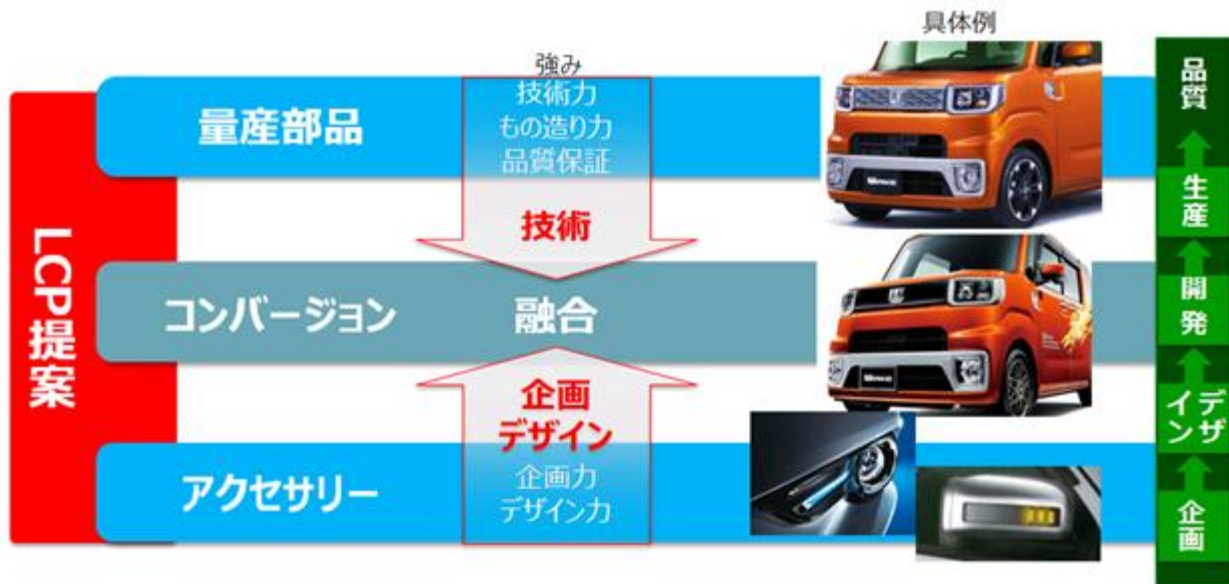 具体例
強み
量産部品
技術力
もの造り力
品質保証
技術
LCP提案
コンバージョン
融合
企画
デザイン
アクセサリー
企画力
デザイン力
品質
生産
開発
デザイン
企画